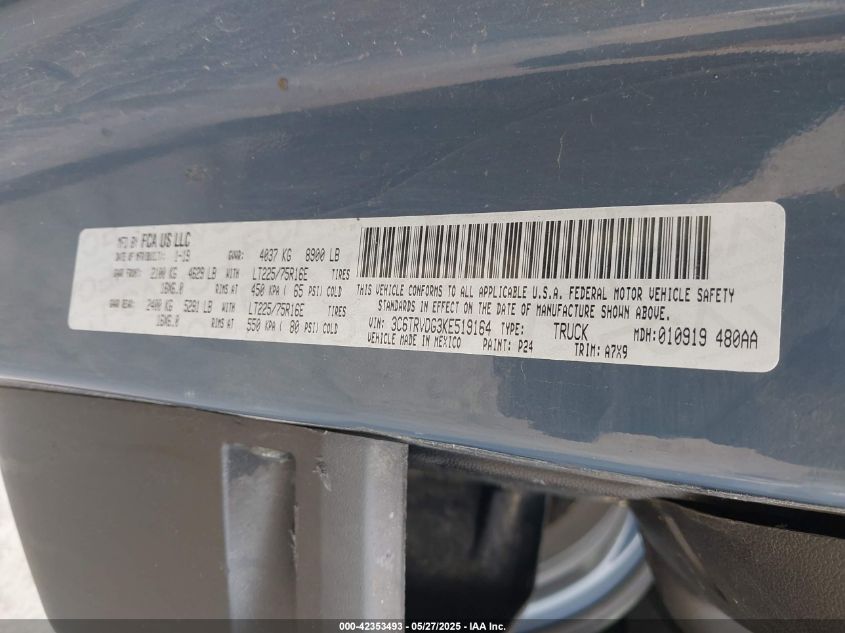 MFD BY FCA US LLC
DATE OF MFR/BUILT: 1-19 GVWR: 4037 KG 8900 LB
GAWR FRONT: 2100 KG 4629 LB WITH LT225/75R16E TIRES
16X6.0 RIMS AT 450 KPA ( 65 PSI) COLD
GAWR REAR: 2400 KG 5291 LB WITH LT225/75R16E TIRES
16X6.0 RIMS AT 550 KPA ( 80 PSI) COLD
THIS VEHICLE CONFORMS TO ALL APPLICABLE U.S.A. FEDERAL MOTOR VEHICLE SAFETY
STANDARDS IN EFFECT ON THE DATE OF MANUFACTURE SHOWN ABOVE.
VIN: 3C6TRVDG3KE519164 TYPE: TRUCK MDH: 010919 480AA
VEHICLE MADE IN MEXICO PAINT: P24 TRIM: A7X9
000-42353493 - 05/27/2025 - IAA Inc.